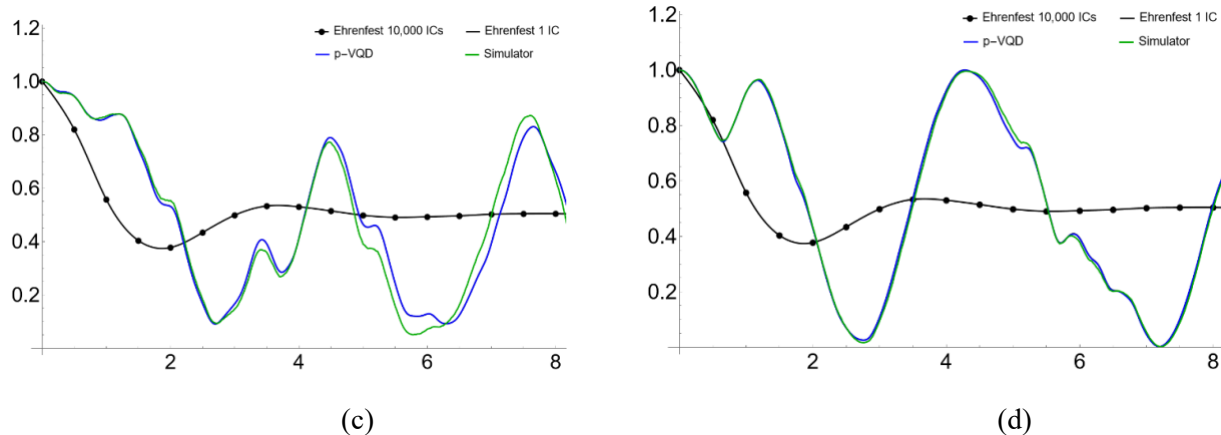 1.2
Ehrenfest 10,000 ICs
Ehrenfest 1 IC
p-VQD
Simulator
1.0
0.8
0.6
0.4
0.2
2
4
6
8
(c)
1.2
Ehrenfest 10,000 ICs
Ehrenfest 1 IC
p-VQD
Simulator
1.0
0.8
0.6
0.4
0.2
2
4
6
8
(d)